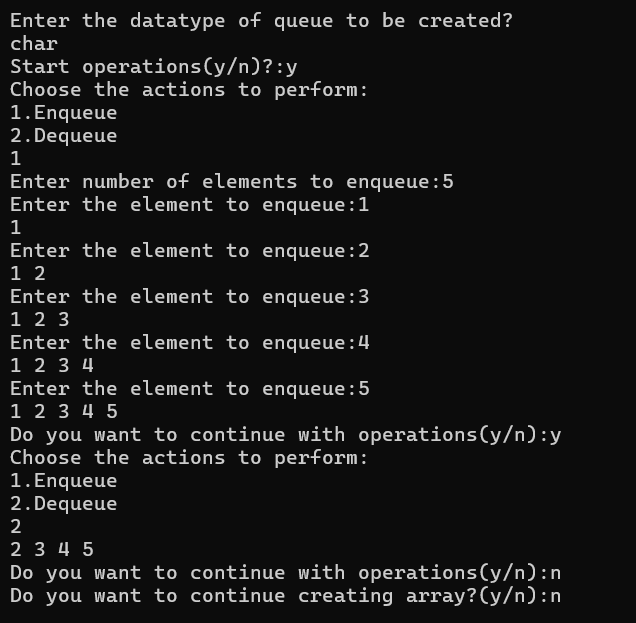 Enter the datatype of queue to be created?
char
Start operations(y/n)?:y
Choose the actions to perform:
1.Enqueue
2.Dequeue
1
Enter number of elements to enqueue:5
Enter the element to enqueue:1
1
Enter the element to enqueue:2
1 2
Enter the element to enqueue:3
1 2 3
Enter the element to enqueue:4
1 2 3 4
Enter the element to enqueue:5
1 2 3 4 5
Do you want to continue with operations(y/n):y
Choose the actions to perform:
1.Enqueue
2.Dequeue
2
2 3 4 5
Do you want to continue with operations(y/n):n
Do you want to continue creating array?(y/n):n